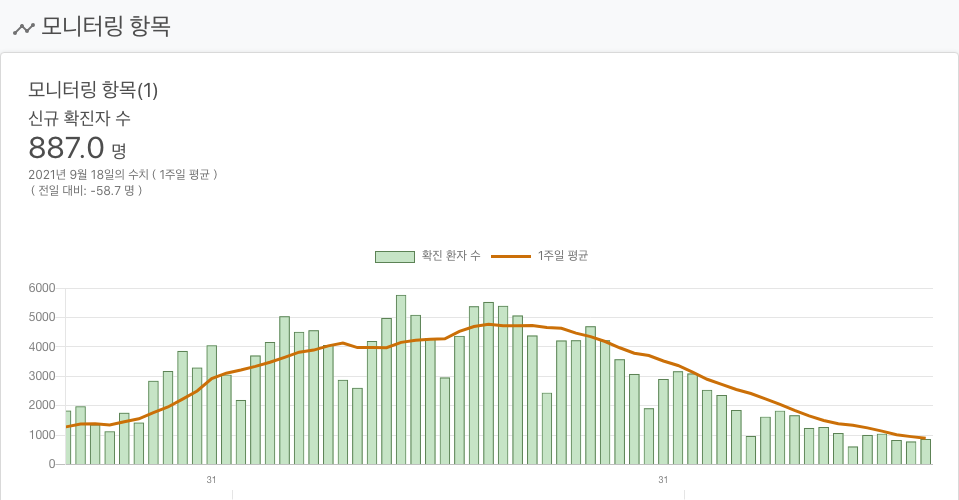 모니터링 항목
모니터링 항목(1)
신규 확진자 수
887.0 명
2021년 9월 18일의 수치 ( 1주일 평균 )
( 전일 대비: -58.7 명 )
확진 환자 수 1주일 평균
6000
5000
4000
3000
2000
1000
0
31 31